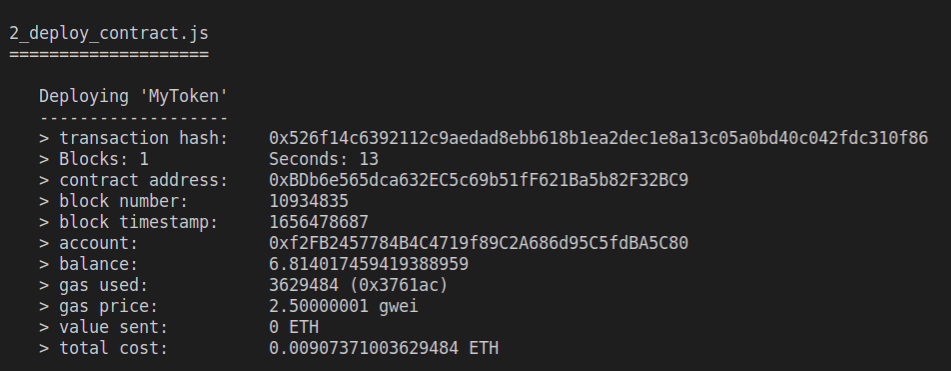 2_deploy_contract.js
====================
Deploying 'MyToken'
-------------------
> transaction hash: 0x526f14c6392112c9aedad8ebb618b1ea2dec1e8a13c05a0bd40c042fdc310f86
> Blocks: 1 Seconds: 13
> contract address: 0xBDb6e565dca632EC5c69b51fF621Ba5b82F32BC9
> block number: 10934835
> block timestamp: 1656478687
> account: 0xf2FB2457784B4C4719f89C2A686d95C5fdBA5C80
> balance: 6.814017459419388959
> gas used: 3629484 (0x3761ac)
> gas price: 2.50000001 gwei
> value sent: 0 ETH
> total cost: 0.00907371003629484 ETH